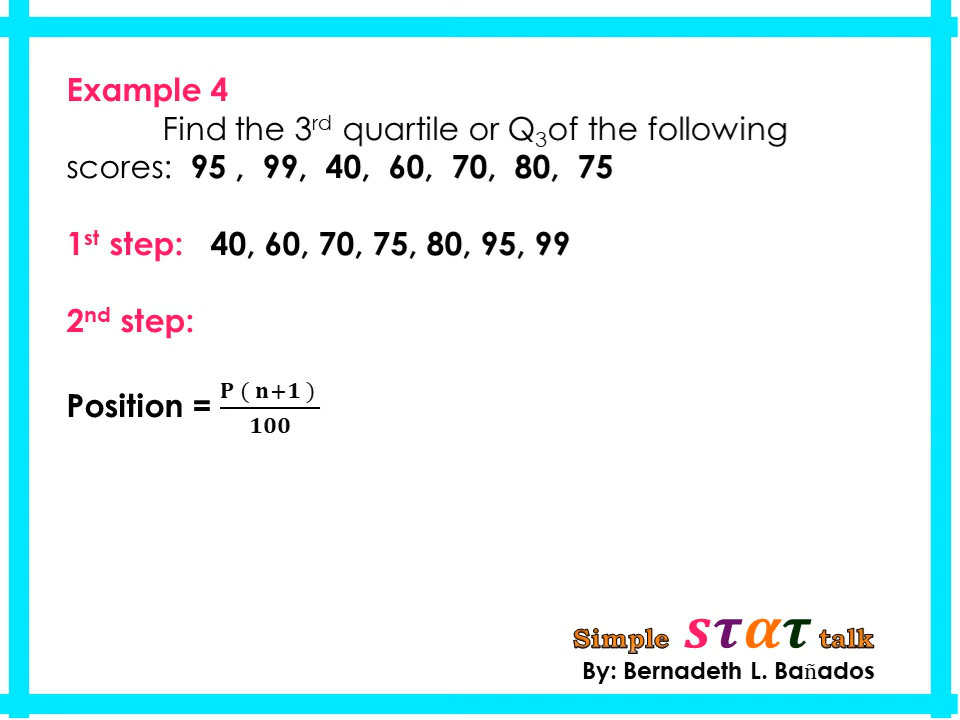 Example 4
Find the 3rd quartile or Q3of the following
scores: 95 , 99, 40, 60, 70, 80, 75
1st step: 40, 60, 70, 75, 80, 95, 99
2nd step:
Position = P ( n+1 ) / 100
Simple sτατ talk
By: Bernadeth L. Bañados